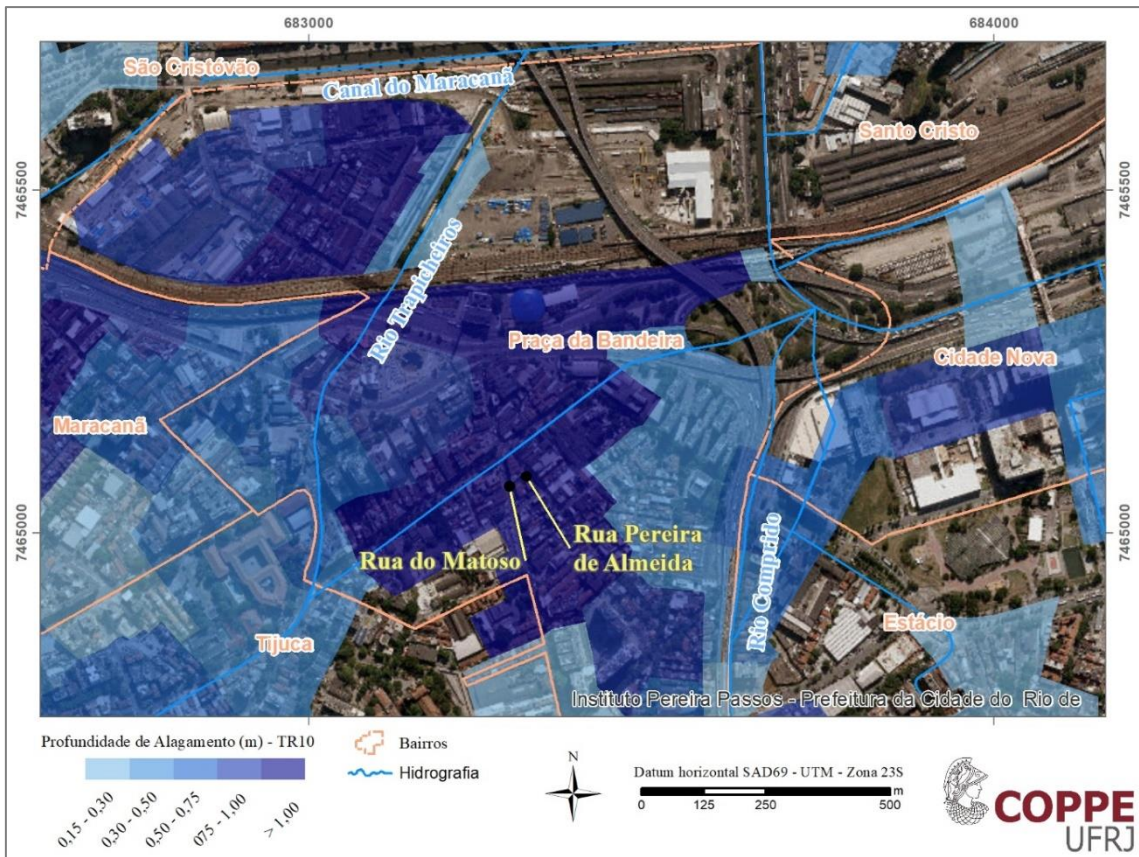 683000
684000
São Cristóvão
Canal do Maracanã
Santo Cristo
7465500
7465500
Rio Trapicheiros
Praça da Bandeira
Cidade Nova
Maracanã
7465000
7465000
Rua do Matoso
Rua Pereira
de Almeida
Rio Comprido
Estácio
Tijuca
Instituto Pereira Passos - Prefeitura da Cidade do Rio de
Profundidade de Alagamento (m) - TR10
0,15 - 0,30
0,30 - 0,50
0,50 - 0,75
075 - 1,00
> 1,00
Bairros
Hidrografia
N
Datum horizontal SAD69 - UTM - Zona 23S
0 125 250 500 m
COPPE
UFRJ